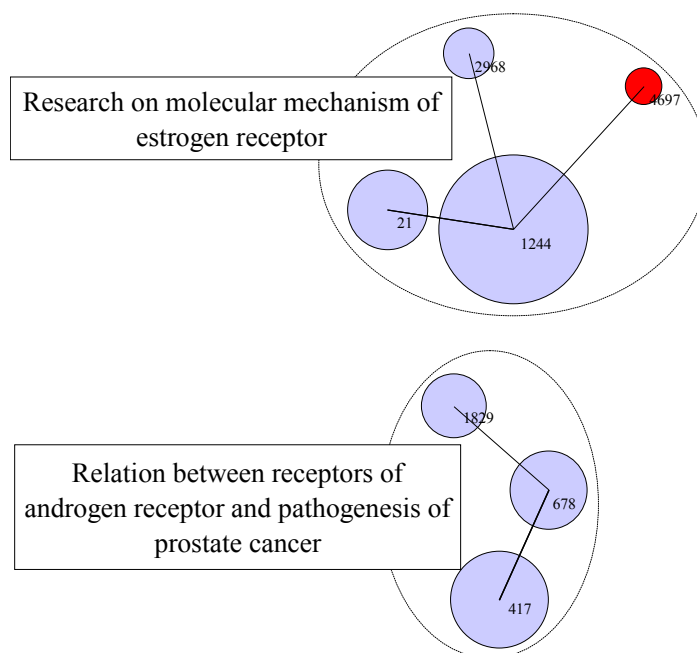 2968
4697
Research on molecular mechanism of
estrogen receptor
21
1244
1829
Relation between receptors of
androgen receptor and pathogenesis of
prostate cancer
678
417